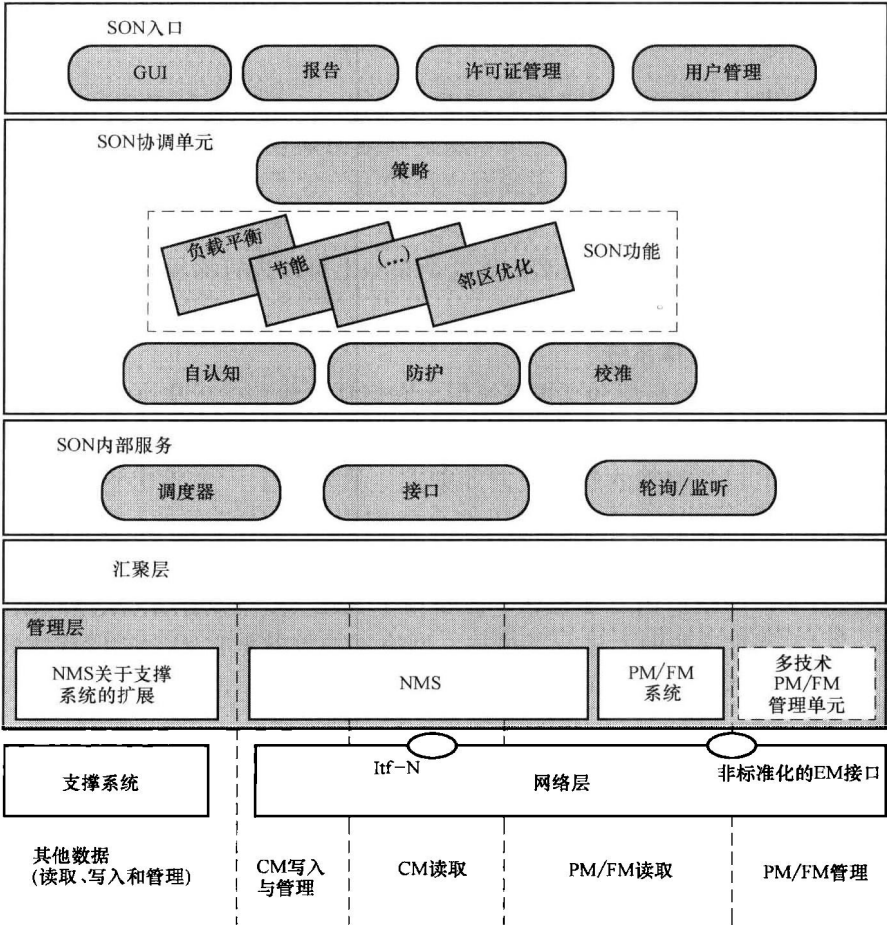 SON入口
GUI
报告
许可证管理
用户管理
SON协调单元
策略
负载平衡
节能
(...)
邻区优化
SON功能
自认知
防护
校准
SON内部服务
调度器
接口
轮询/监听
汇聚层
管理层
NMS关于支撑
系统的扩展
NMS
PM/FM
系统
多技术
PM/FM
管理单元
支撑系统
Itf-N
网络层
非标准化的EM接口
其他数据
(读取、写入和管理)
CM写入
与管理
CM读取
PM/FM读取
PM/FM管理